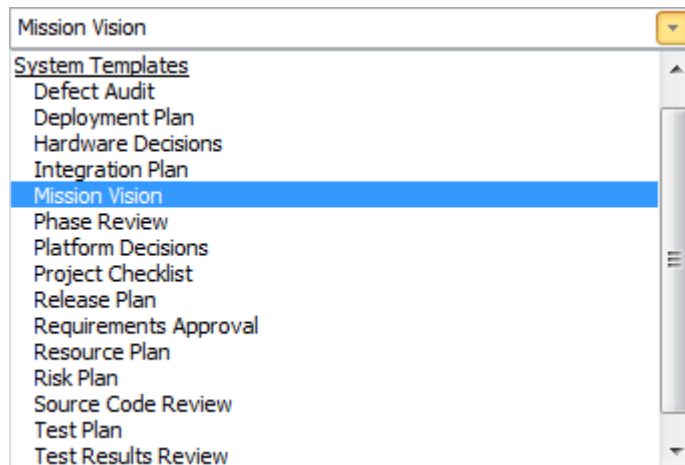 Mission Vision
System Templates
Defect Audit
Deployment Plan
Hardware Decisions
Integration Plan
Mission Vision
Phase Review
Platform Decisions
Project Checklist
Release Plan
Requirements Approval
Resource Plan
Risk Plan
Source Code Review
Test Plan
Test Results Review